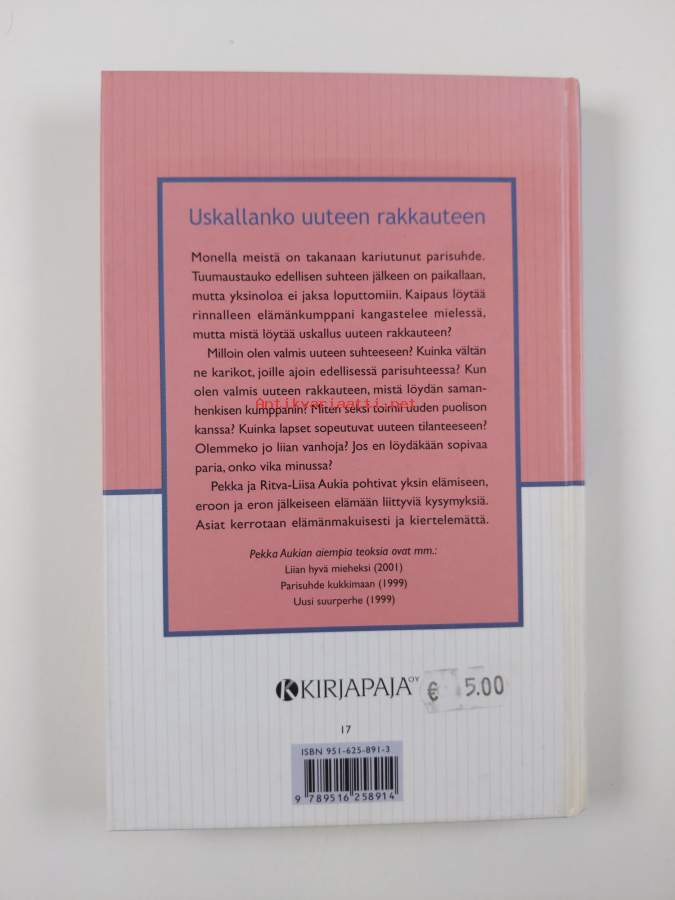 Uskallanko uuteen rakkauteen
Monella meistä on takanaan kariutunut parisuhde.
Tuumaustauko edellisen suhteen jälkeen on paikallaan,
mutta yksinoloa ei jaksa loputtomiin. Kaipaus löytää
rinnalleen elämänkumppani kangastelee mielessä,
mutta mistä löytää uskallus uuteen rakkauteen?
Milloin olen valmis uuteen suhteeseen? Kuinka vältän
ne karikot, joille ajoin edellisessä parisuhteessa? Kun
olen valmis uuteen rakkauteen, mistä löydän saman-
henkisen kumppanin? Miten seksi toimii uuden puolison
Antikvariaatti.net
kanssa? Kuinka lapset sopeutuvat uuteen tilanteeseen?
Olemmeko jo liian vanhoja? Jos en löydäkään sopivaa
paria, onko vika minussa?
Pekka ja Ritva-Liisa Aukia pohtivat yksin elämiseen,
eroon ja eron jälkeiseen elämään liittyviä kysymyksiä.
Asiat kerrotaan elämänmakuisesti ja kiertelemättä.
Pekka Aukian aiempia teoksia ovat mm.:
Liian hyvä mieheksi (2001)
Parisuhde kukkimaan (1999)
Uusi suurperhe (1999)
KIRJAPAJA OY
€ 5.00
17
ISBN 951-625-891-3
9 789516 258914